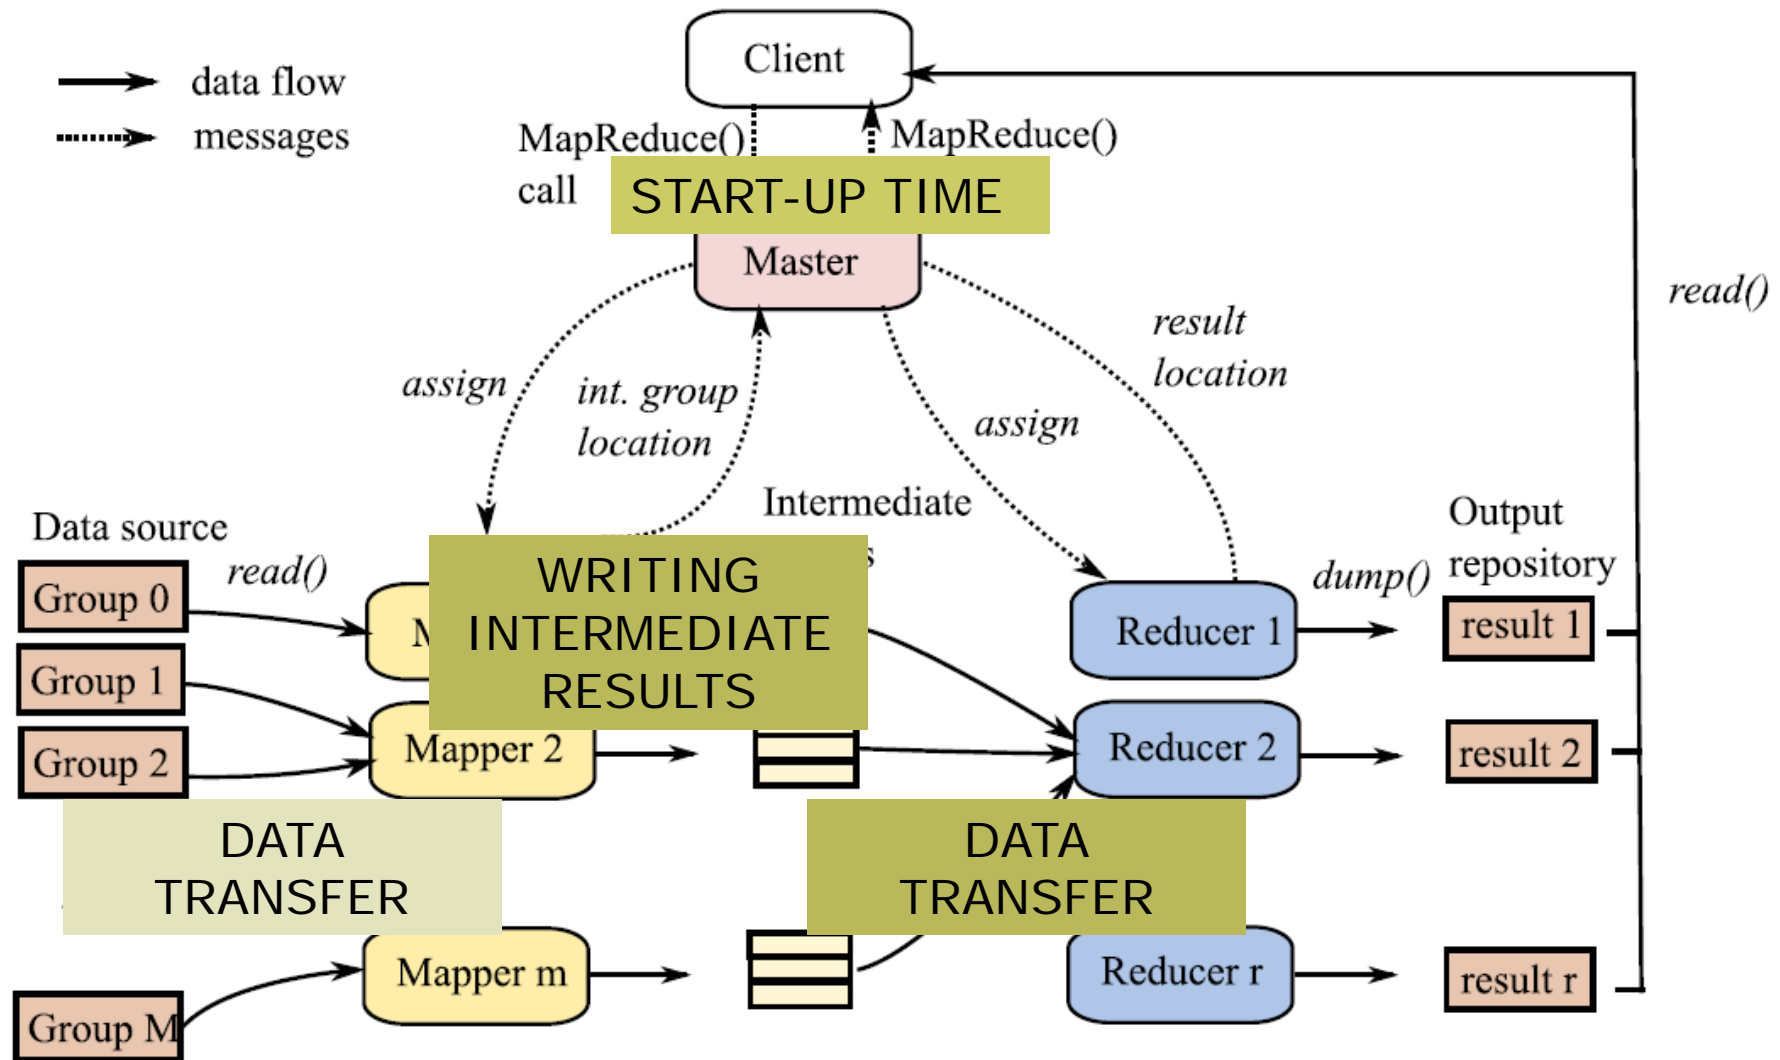 Client
data flow
messages
MapReduce()
call
MapReduce()
START-UP TIME
Master
read()
result
location
assign
int. group
location
assign
Intermediate
Data source
read()
Output
repository
dump()
WRITING
INTERMEDIATE
RESULTS
Group 0
Reducer 1
result 1
Group 1
Group 2
Mapper 2
Reducer 2
result 2
DATA
TRANSFER
DATA
TRANSFER
Mapper m
Reducer r
result r
Group M